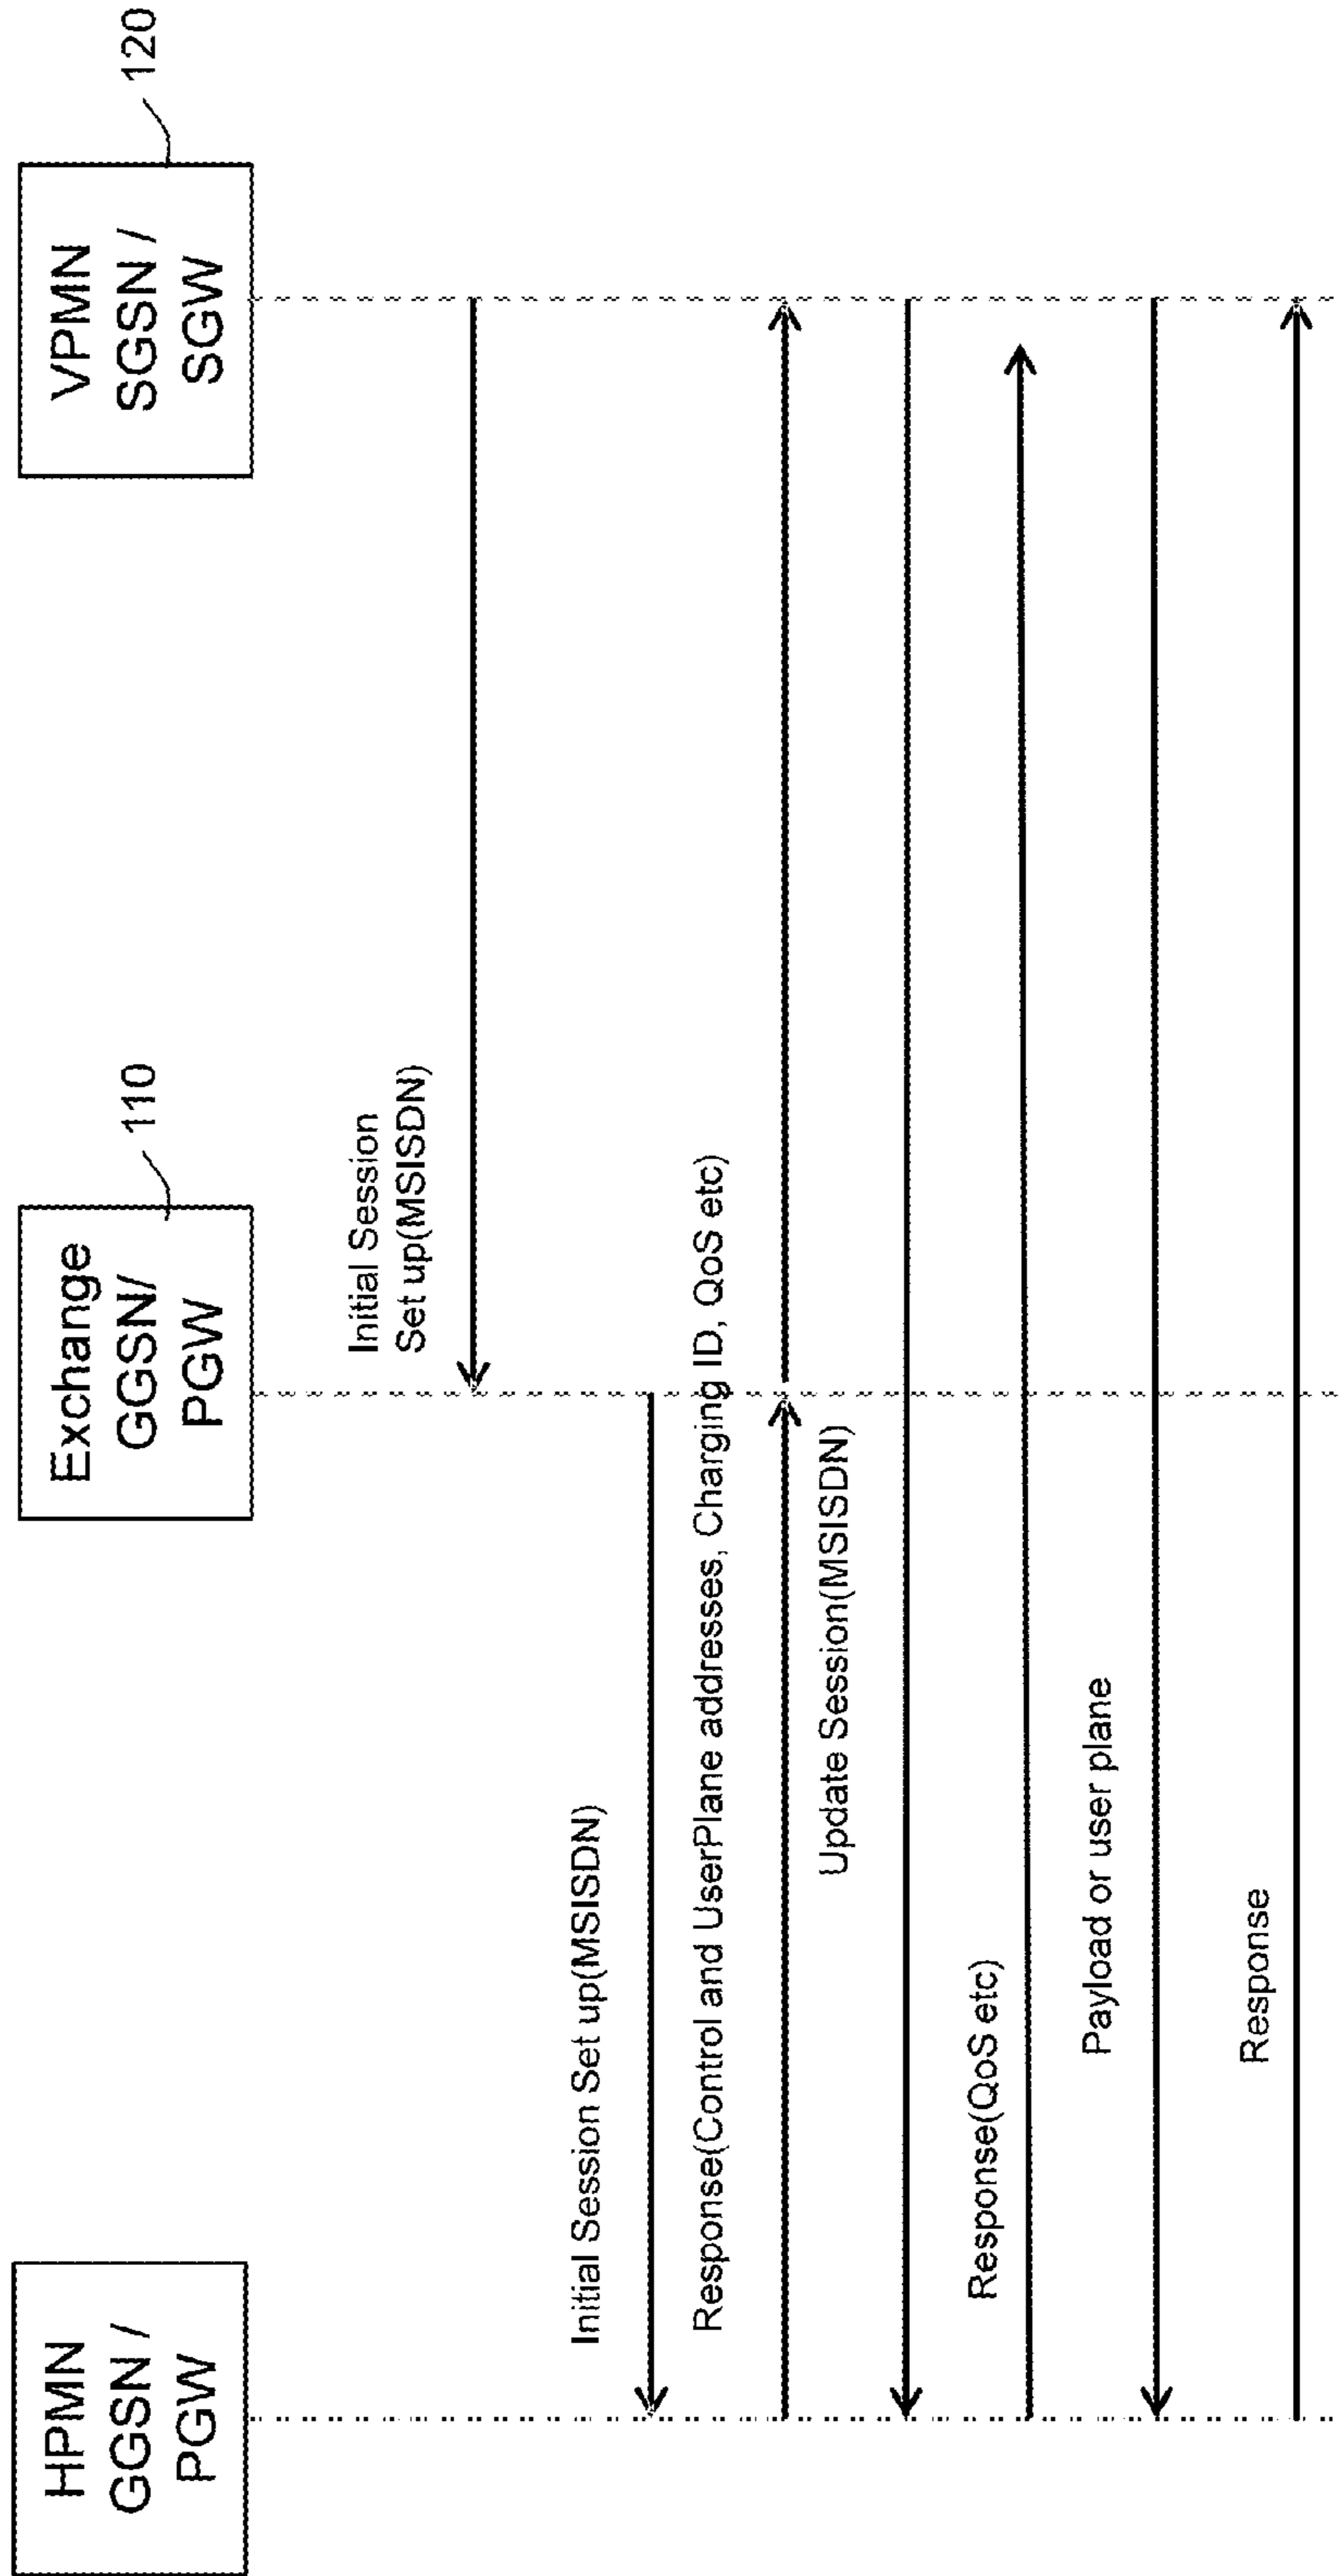 HPMN
GGSN /
PGW
Exchange
GGSN/
PGW
110
VPMN
SGSN /
SGW
120
Initial Session
Set up(MSISDN)
Initial Session Set up(MSISDN)
Response(Control and UserPlane addresses, Charging ID, QoS etc)
Update Session(MSISDN)
Response(QoS etc)
Payload or user plane
Response